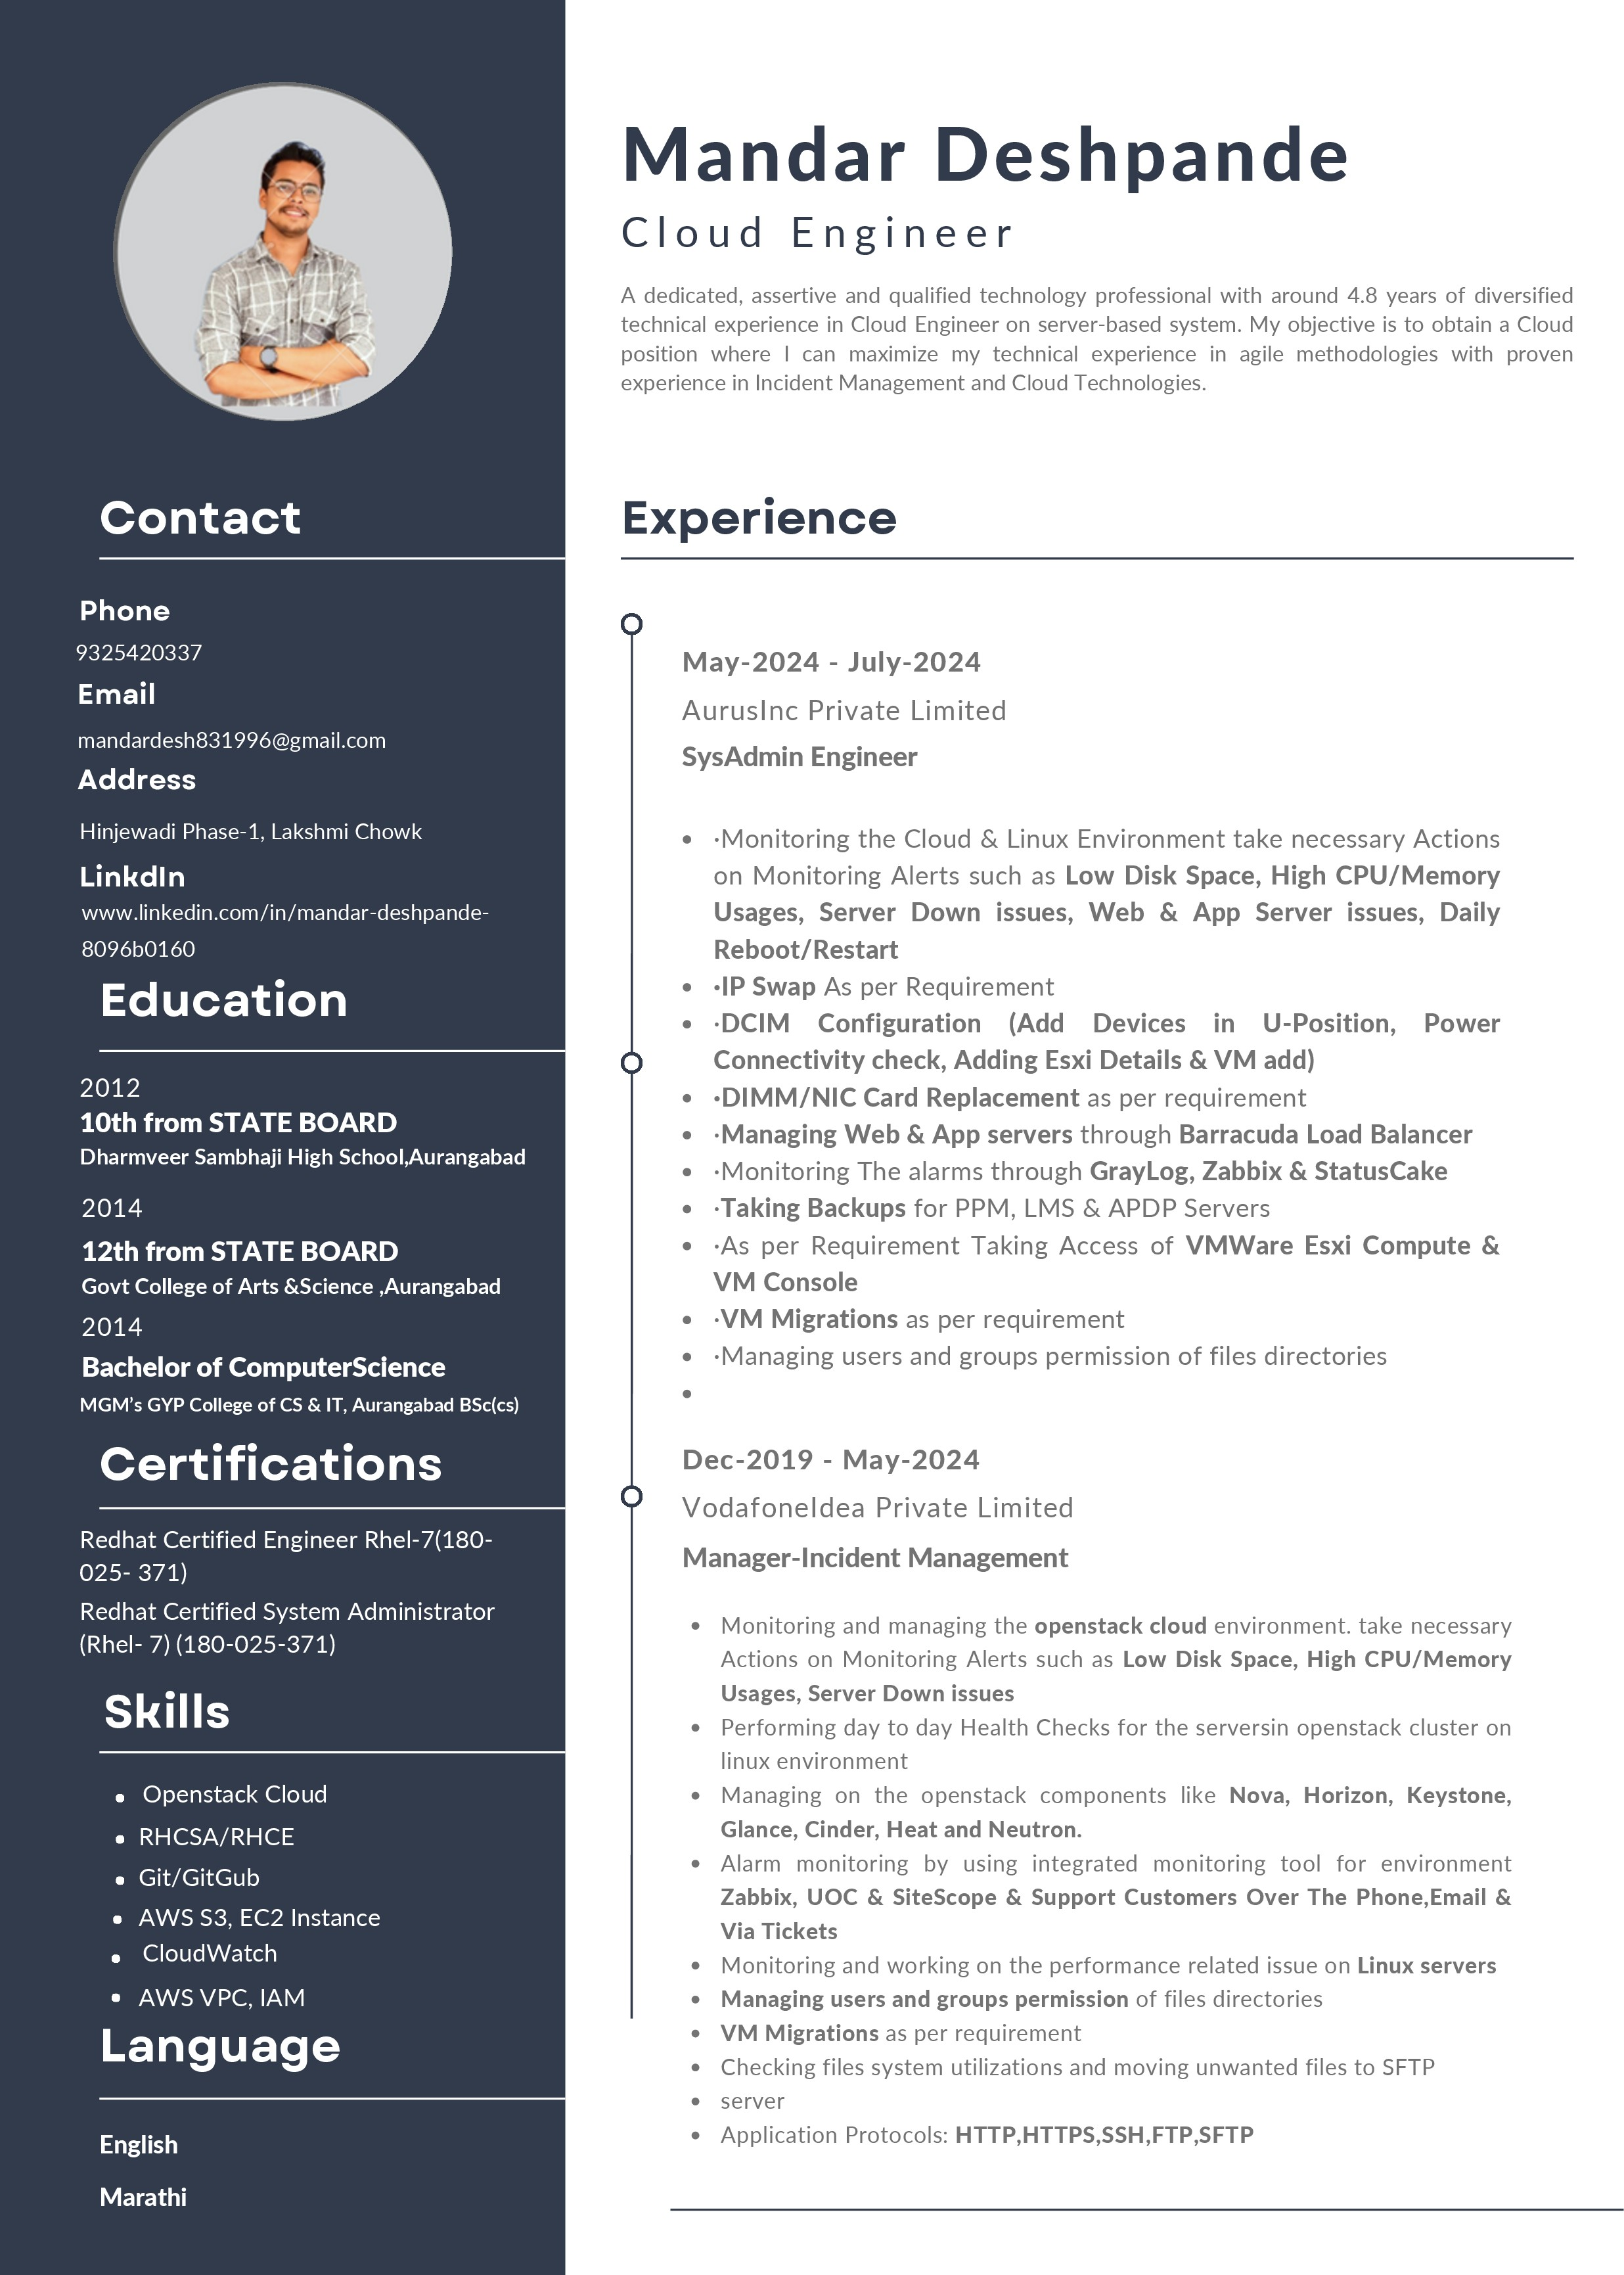 Mandar Deshpande
Cloud Engineer
A dedicated, assertive and qualified technology professional with around 4.8 years of diversified
technical experience in Cloud Engineer on server-based system. My objective is to obtain a Cloud
position where I can maximize my technical experience in agile methodologies with proven
experience in Incident Management and Cloud Technologies.
Contact
Phone
9325420337
Email
mandardesh831996@gmail.com
Address
Hinjewadi Phase-1, Lakshmi Chowk
LinkdIn
www.linkedin.com/in/mandar-deshpande-
8096b0160
Education
2012
10th from STATE BOARD
Dharmveer Sambhaji High School,Aurangabad
2014
12th from STATE BOARD
Govt College of Arts &Science ,Aurangabad
2014
Bachelor of ComputerScience
MGM's GYP College of CS & IT, Aurangabad BSc(cs)
Certifications
Redhat Certified Engineer Rhel-7(180-
025- 371)
Redhat Certified System Administrator
(Rhel- 7) (180-025-371)
Skills
• Openstack Cloud
• RHCSA/RHCE
• Git/GitGub
• AWS S3, EC2 Instance
• CloudWatch
• AWS VPC, IAM
Language
English
Marathi
Experience
May-2024 - July-2024
AurusInc Private Limited
SysAdmin Engineer
• ·Monitoring the Cloud & Linux Environment take necessary Actions
on Monitoring Alerts such as Low Disk Space, High CPU/Memory
Usages, Server Down issues, Web & App Server issues, Daily
Reboot/Restart
• ·IP Swap As per Requirement
• ·DCIM Configuration (Add Devices in U-Position, Power
Connectivity check, Adding Esxi Details & VM add)
• ·DIMM/NIC Card Replacement as per requirement
• ·Managing Web & App servers through Barracuda Load Balancer
• ·Monitoring The alarms through GrayLog, Zabbix & StatusCake
• ·Taking Backups for PPM, LMS & APDP Servers
• ·As per Requirement Taking Access of VMWare Esxi Compute &
VM Console
• ·VM Migrations as per requirement
• ·Managing users and groups permission of files directories
•
Dec-2019 - May-2024
VodafoneIdea Private Limited
Manager-Incident Management
• Monitoring and managing the openstack cloud environment. take necessary
Actions on Monitoring Alerts such as Low Disk Space, High CPU/Memory
Usages, Server Down issues
• Performing day to day Health Checks for the serversin openstack cluster on
linux environment
• Managing on the openstack components like Nova, Horizon, Keystone,
Glance, Cinder, Heat and Neutron.
• Alarm monitoring by using integrated monitoring tool for environment
Zabbix, UOC & SiteScope & Support Customers Over The Phone,Email &
Via Tickets
• Monitoring and working on the performance related issue on Linux servers
• Managing users and groups permission of files directories
• VM Migrations as per requirement
• Checking files system utilizations and moving unwanted files to SFTP
• server
• Application Protocols: HTTP,HTTPS,SSH,FTP,SFTP